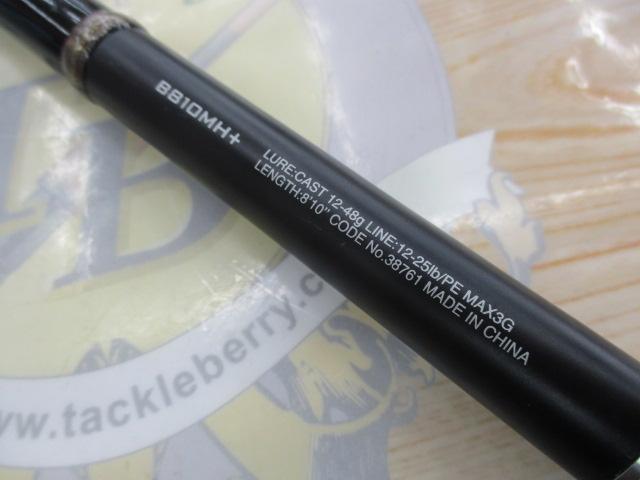 B810MH+
LURE:CAST 12-48g LINE:12-25lb/PE MAX3G
LENGTH:8'10" CODE No.38761 MADE IN CHINA
www.tackleberry.c